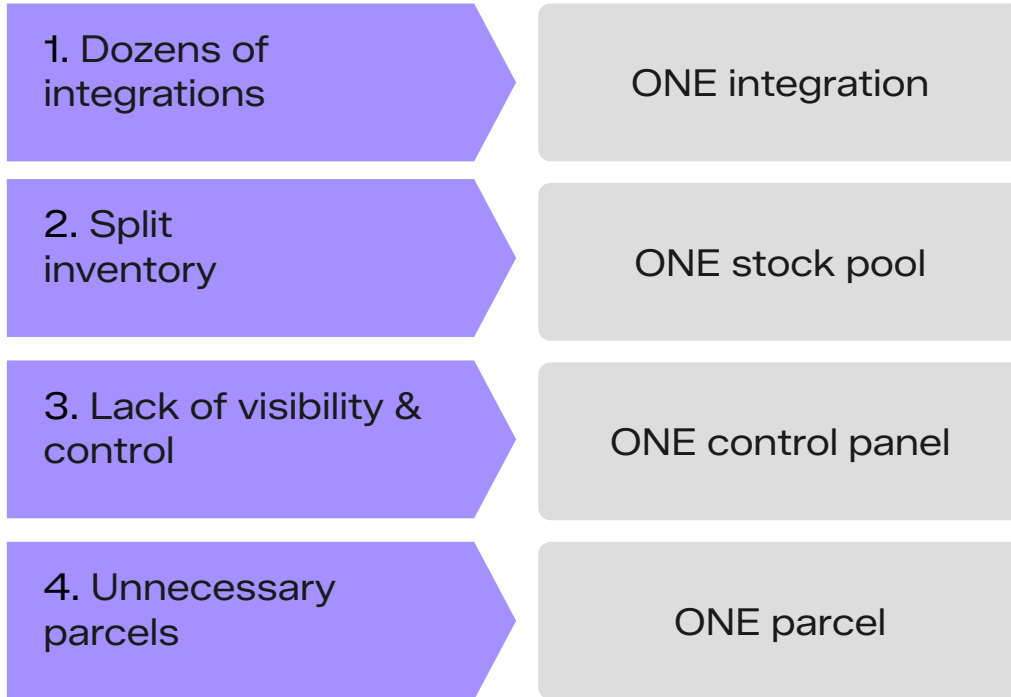 1. Dozens of
integrations
ONE integration
2. Split
inventory
ONE stock pool
3. Lack of visibility &
control
ONE control panel
4. Unnecessary
parcels
ONE parcel